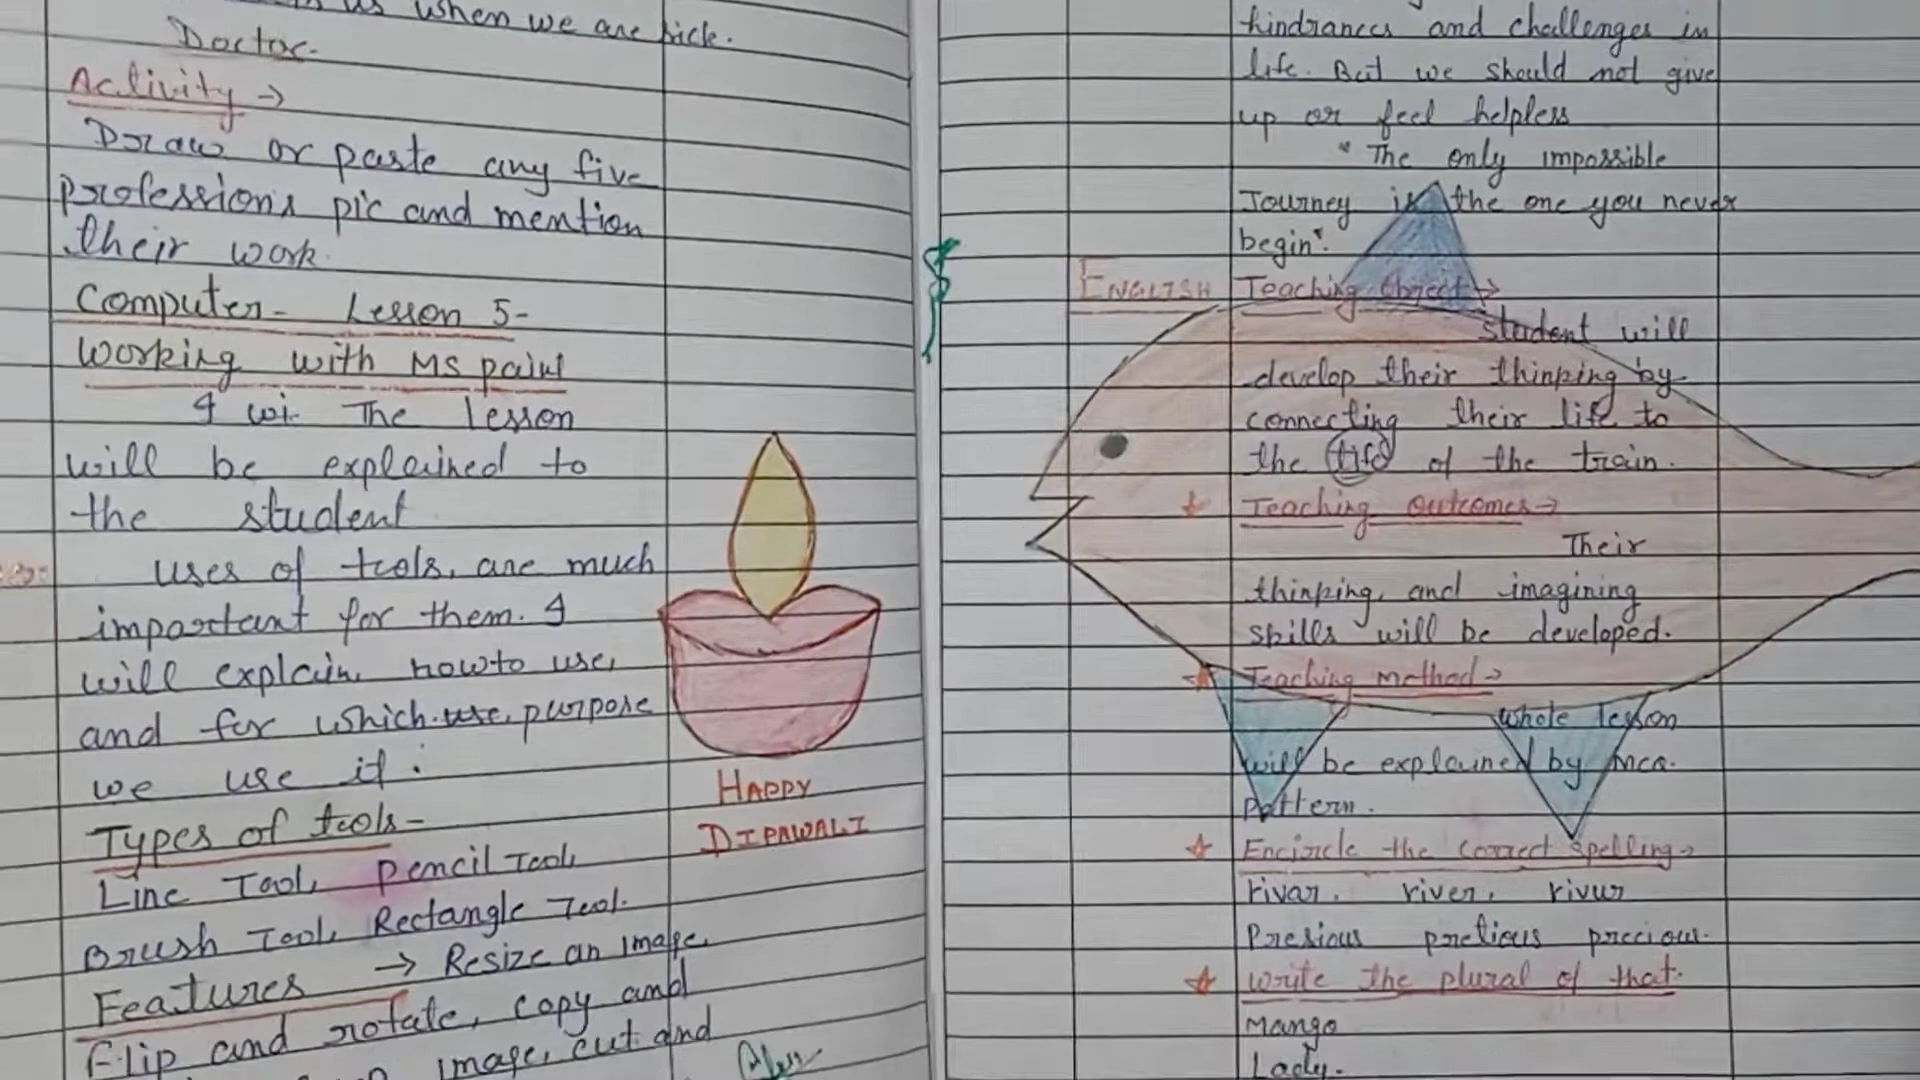 us when we are sick.
Doctor.
Activity →
Draw or paste any five
professions pic and mention
their work.
Computer- Lesson 5-
Working with MS paint
I wi- The lesson
will be explained to
the student
uses of tools, are much
important for them. I
will explain how to use,
and for which use, purpose
we use it.
Types of tools-
Line Tool, Pencil Tool,
Brush Tool, Rectangle Tool.
Features → Resize an image,
flip and rotate, copy and
image, cut and
HAPPY
DIPAWALI
hindrances and challenges in
life. But we should not give
up or feel helpless
"The only impossible
Journey is the one you never
begin".
ENGLISH Teaching Object →
student will
develop their thinking by
connecting their life to
the life of the train.
Teaching outcomes →
Their
thinking, and imagining
skills will be developed.
Teaching method →
whole lesson
will be explained by
pattern.
Encircle the correct spelling →
rivar, river, rivur
Presious pretious precious.
Write the plural of that.
Mango
Lady.